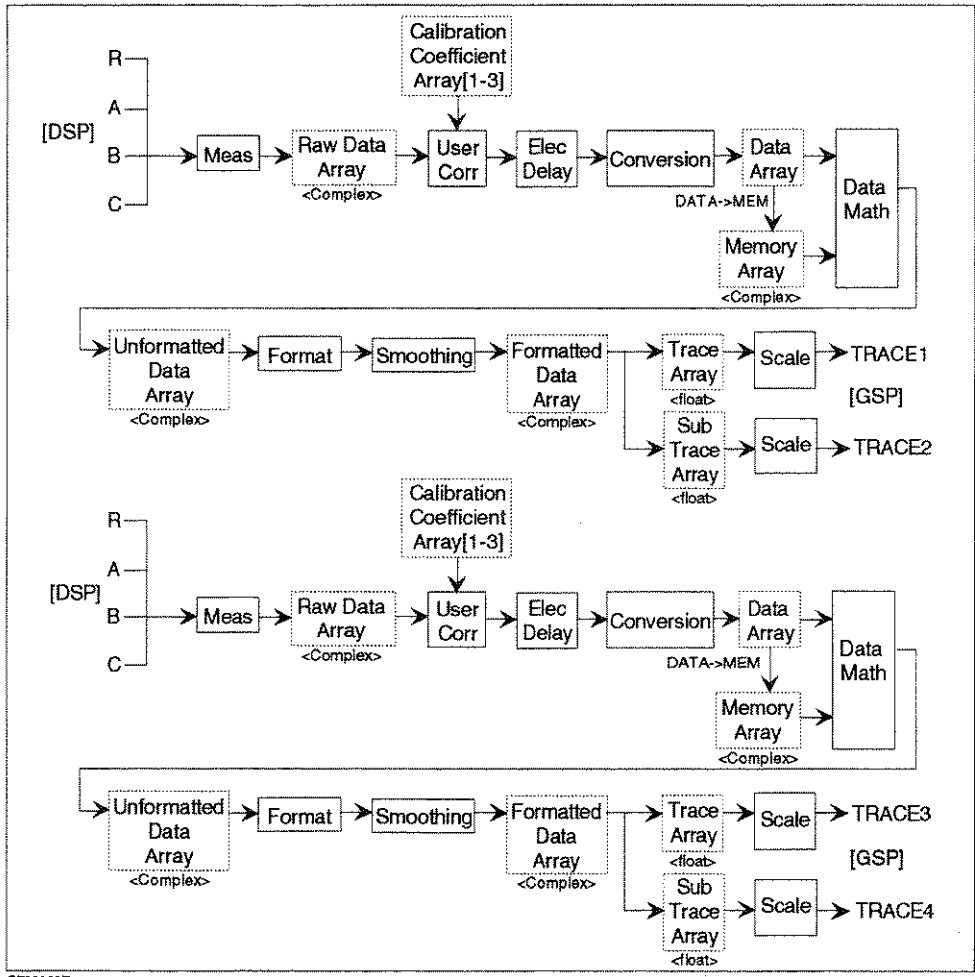 Calibration
Coefficient
Array[1-3]
R
A
[DSP]
B
C
Meas
Raw Data
Array
<Complex>
User
Corr
Elec
Delay
Conversion
Data
Array
DATA->MEM
Memory
Array
<Complex>
Data
Math
Unformatted
Data
Array
<Complex>
Format
Smoothing
Formatted
Data
Array
<Complex>
Trace
Array
<float>
Scale
TRACE1
[GSP]
Sub
Trace
Array
<float>
Scale
TRACE2
Calibration
Coefficient
Array[1-3]
R
A
[DSP]
B
C
Meas
Raw Data
Array
<Complex>
User
Corr
Elec
Delay
Conversion
Data
Array
DATA->MEM
Memory
Array
<Complex>
Data
Math
Unformatted
Data
Array
<Complex>
Format
Smoothing
Formatted
Data
Array
<Complex>
Trace
Array
<float>
Scale
TRACE3
[GSP]
Sub
Trace
Array
<float>
Scale
TRACE4